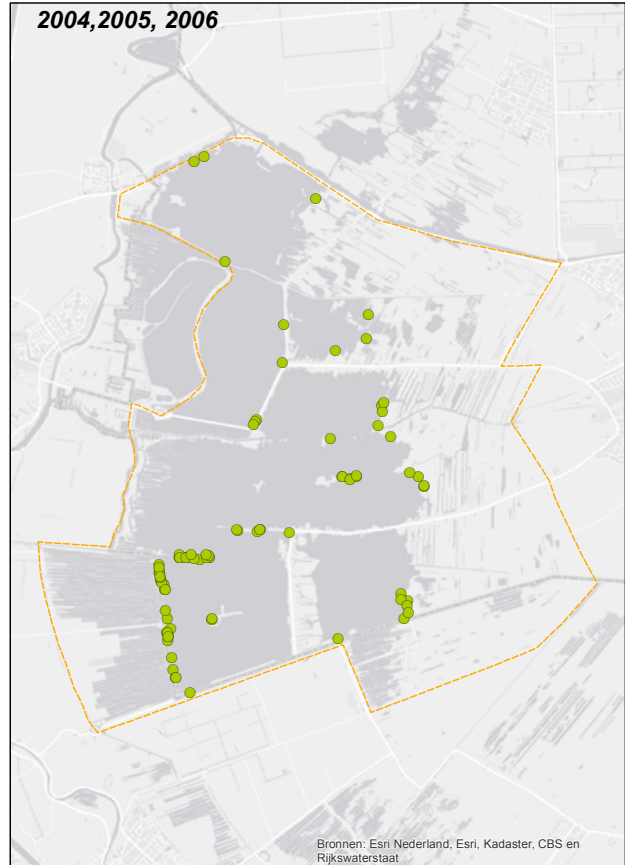 2004,2005, 2006
Bronnen: Esri Nederland, Esri, Kadaster, CBS en
Rijkswaterstaat